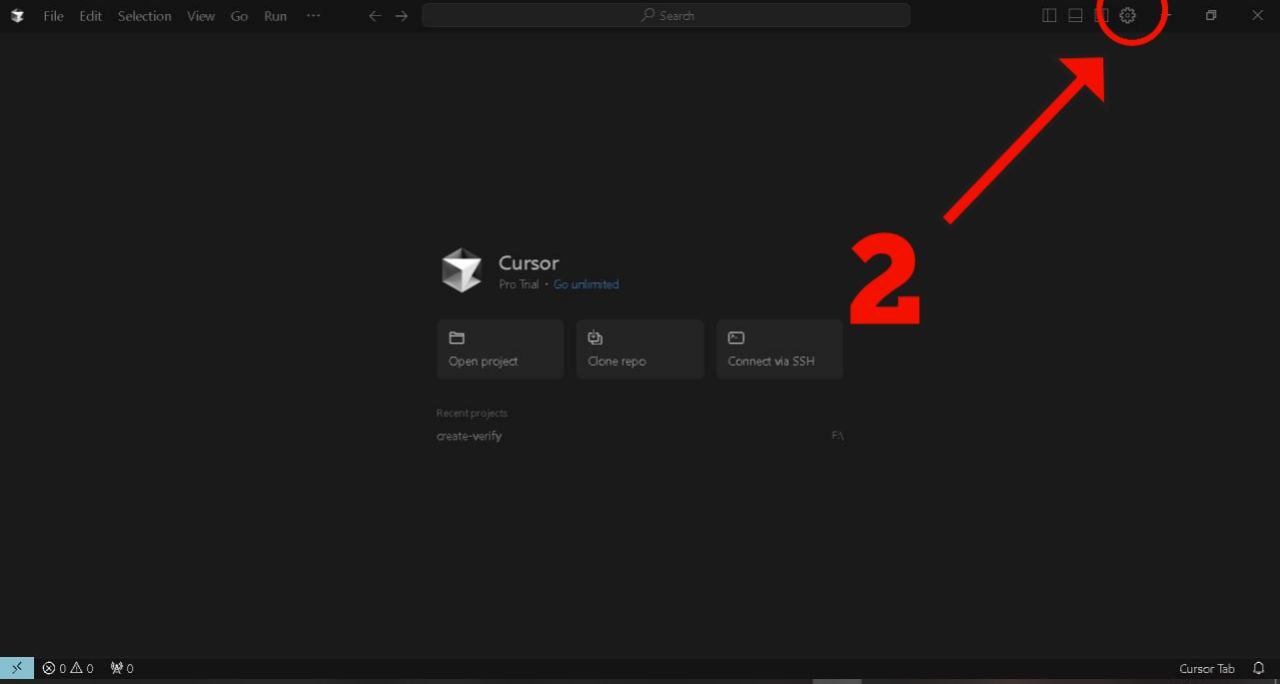 File Edit Selection View Go Run ··· ← → Search
2
Cursor
Pro Trial • Go unlimited
Open project Clone repo Connect via SSH
Recent projects
create-verify F:\
0 0 0 Cursor Tab